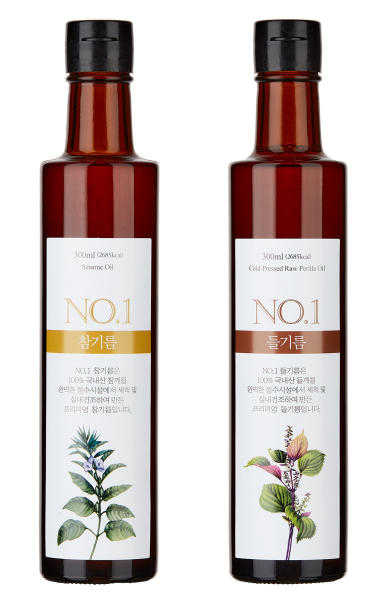 300ml (2685kcal)
Sesame Oil
NO.1
참기름
NO.1 참기름은
100% 국내산 참깨를
완벽한 방수시설에서 세척 및
실내건조하여 만든
프리미엄 참기름입니다.
300ml (2685kcal)
Cold-Pressed Raw Perilla Oil
NO.1
들기름
NO.1 들기름은
100% 국내산 들깨를
완벽한 방수시설에서 세척 및
실내건조하여 만든
프리미엄 들기름입니다.